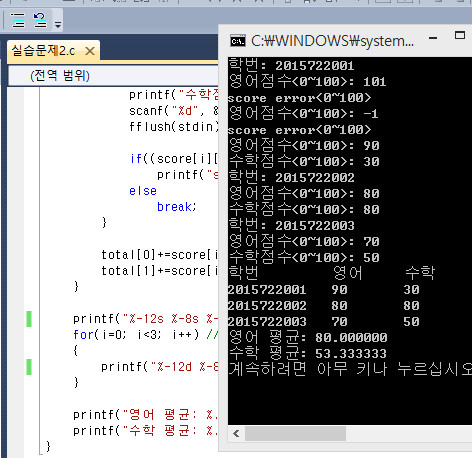 실습문제2.c
(전역 범위)
printf("수학점
scanf("%d", &
fflush(stdin)
if((score[i][
printf("s
else
break;
}
total[0]+=score[i
total[1]+=score[i
}
printf("%-12s %-8s %-
for(i=0; i<3; i++) //
{
printf("%-12d %-8
}
printf("영어 평균: %.
printf("수학 평균: %.
}
C:₩WINDOWS₩system...
학번: 2015722001
영어점수<0~100>: 101
score error<0~100>
영어점수<0~100>: -1
score error<0~100>
영어점수<0~100>: 90
수학점수<0~100>: 30
학번: 2015722002
영어점수<0~100>: 80
수학점수<0~100>: 80
학번: 2015722003
영어점수<0~100>: 70
수학점수<0~100>: 50
학번 영어 수학
2015722001 90 30
2015722002 80 80
2015722003 70 50
영어 평균: 80.000000
수학 평균: 53.333333
계속하려면 아무 키나 누르십시오